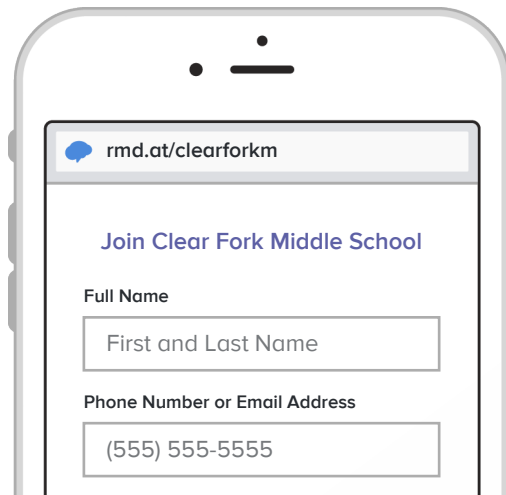 rmd.at/clearforkm
Join Clear Fork Middle School
Full Name
First and Last Name
Phone Number or Email Address
(555) 555-5555